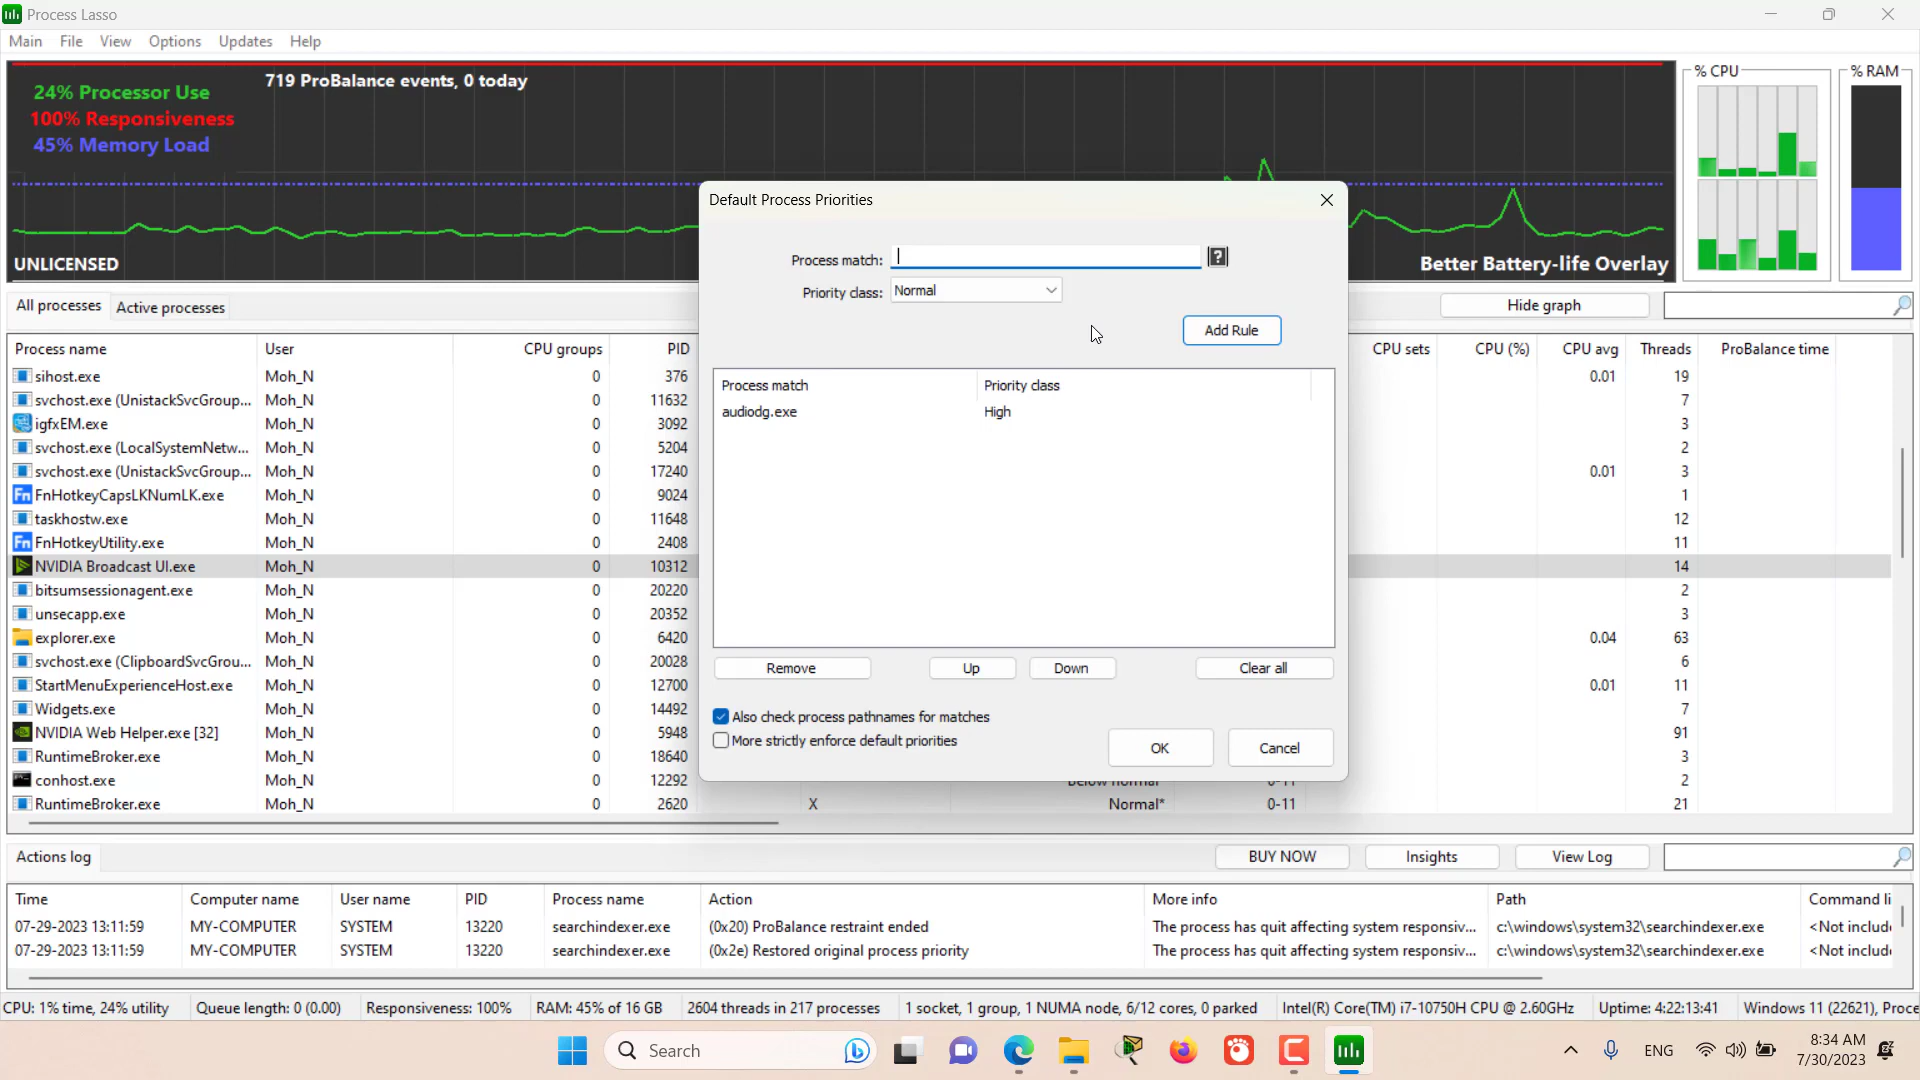 Process Lasso
Main File View Options Updates Help
24% Processor Use
100% Responsiveness
45% Memory Load
719 ProBalance events, 0 today
UNLICENSED
Better Battery-life Overlay
% CPU
% RAM
All processes Active processes
Hide graph
Process name User CPU groups PID CPU sets CPU (%) CPU avg Threads ProBalance time
sihost.exe Moh_N 0 376 0.01 19
svchost.exe (UnistackSvcGroup... Moh_N 0 11632 7
igfxEM.exe Moh_N 0 3092 3
svchost.exe (LocalSystemNetw... Moh_N 0 5204 2
svchost.exe (UnistackSvcGroup... Moh_N 0 17240 0.01 3
Fn FnHotkeyCapsLKNumLK.exe Moh_N 0 9024 1
taskhostw.exe Moh_N 0 11648 12
Fn FnHotkeyUtility.exe Moh_N 0 2408 11
NVIDIA Broadcast UI.exe Moh_N 0 10312 14
bitsumsessionagent.exe Moh_N 0 20220 2
unsecapp.exe Moh_N 0 20352 3
explorer.exe Moh_N 0 6420 0.04 63
svchost.exe (ClipboardSvcGrou... Moh_N 0 20028 6
StartMenuExperienceHost.exe Moh_N 0 12700 0.01 11
Widgets.exe Moh_N 0 14492 7
NVIDIA Web Helper.exe [32] Moh_N 0 5948 91
RuntimeBroker.exe Moh_N 0 18640 3
conhost.exe Moh_N 0 12292 Below normal 0-11 2
RuntimeBroker.exe Moh_N 0 2620 X Normal* 0-11 21
Default Process Priorities
Process match: ?
Priority class: Normal
Add Rule
Process match Priority class
audiodg.exe High
Remove Up Down Clear all
Also check process pathnames for matches
More strictly enforce default priorities
OK Cancel
Actions log BUY NOW Insights View Log
Time Computer name User name PID Process name Action More info Path Command li
07-29-2023 13:11:59 MY-COMPUTER SYSTEM 13220 searchindexer.exe (0x20) ProBalance restraint ended The process has quit affecting system responsiv... c:\windows\system32\searchindexer.exe <Not include
07-29-2023 13:11:59 MY-COMPUTER SYSTEM 13220 searchindexer.exe (0x2e) Restored original process priority The process has quit affecting system responsiv... c:\windows\system32\searchindexer.exe <Not include
CPU: 1% time, 24% utility Queue length: 0 (0.00) Responsiveness: 100% RAM: 45% of 16 GB 2604 threads in 217 processes 1 socket, 1 group, 1 NUMA node, 6/12 cores, 0 parked Intel(R) Core(TM) i7-10750H CPU @ 2.60GHz Uptime: 4:22:13:41 Windows 11 (22621), Proce
Search
ENG
8:34 AM
7/30/2023